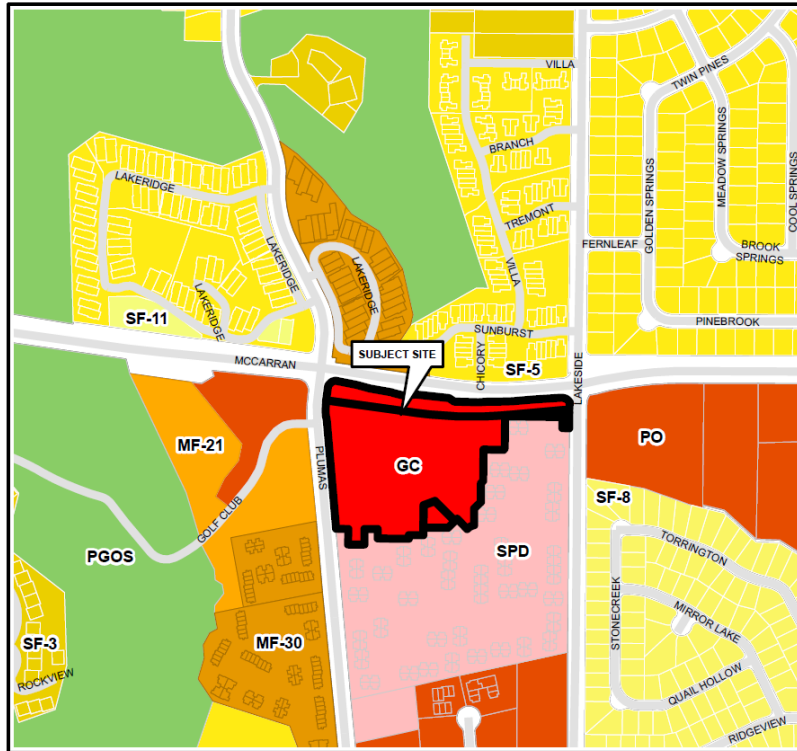 VILLA
TWIN PINES
BRANCH
MEADOW SPRINGS
COOL SPRINGS
LAKERIDGE
TREMONT
GOLDEN SPRINGS
LAKERIDGE
LAKERIDGE
VILLA
FERNLEAF
BROOK
SPRINGS
LAKERIDGE
SF-11
SUNBURST
PINEBROOK
MCCARRAN
SUBJECT SITE
CHICORY
SF-5
LAKESIDE
MF-21
PLUMAS
GC
PO
GOLF CLUB
SF-8
TORRINGTON
PGOS
SPD
STONECREEK
MIRROR LAKE
SF-3
MF-30
ROCKVIEW
QUAIL HOLLOW
RIDGEVIEW